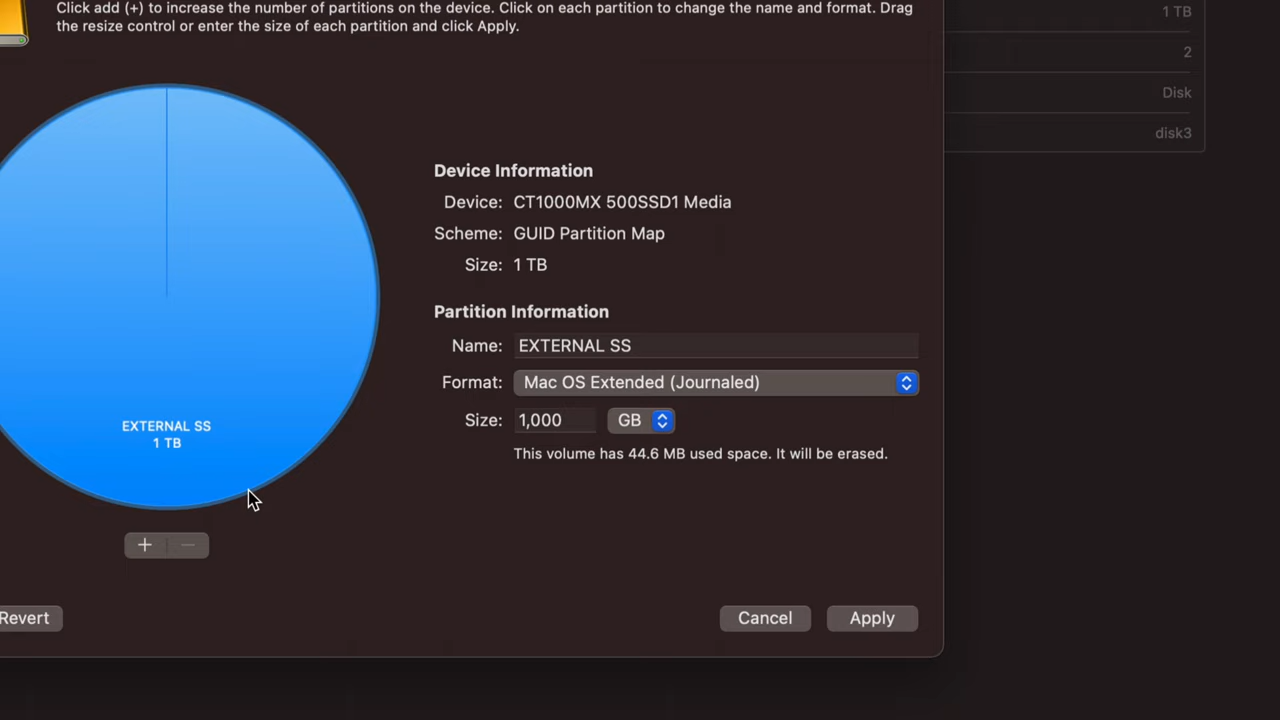 Click add (+) to increase the number of partitions on the device. Click on each partition to change the name and format. Drag
the resize control or enter the size of each partition and click Apply.
1 TB
2
Disk
disk3
Device Information
Device: CT1000MX 500SSD1 Media
Scheme: GUID Partition Map
Size: 1 TB
Partition Information
Name: EXTERNAL SS
Format: Mac OS Extended (Journaled)
Size: 1,000 GB
This volume has 44.6 MB used space. It will be erased.
EXTERNAL SS
1 TB
+ −
Revert
Cancel
Apply